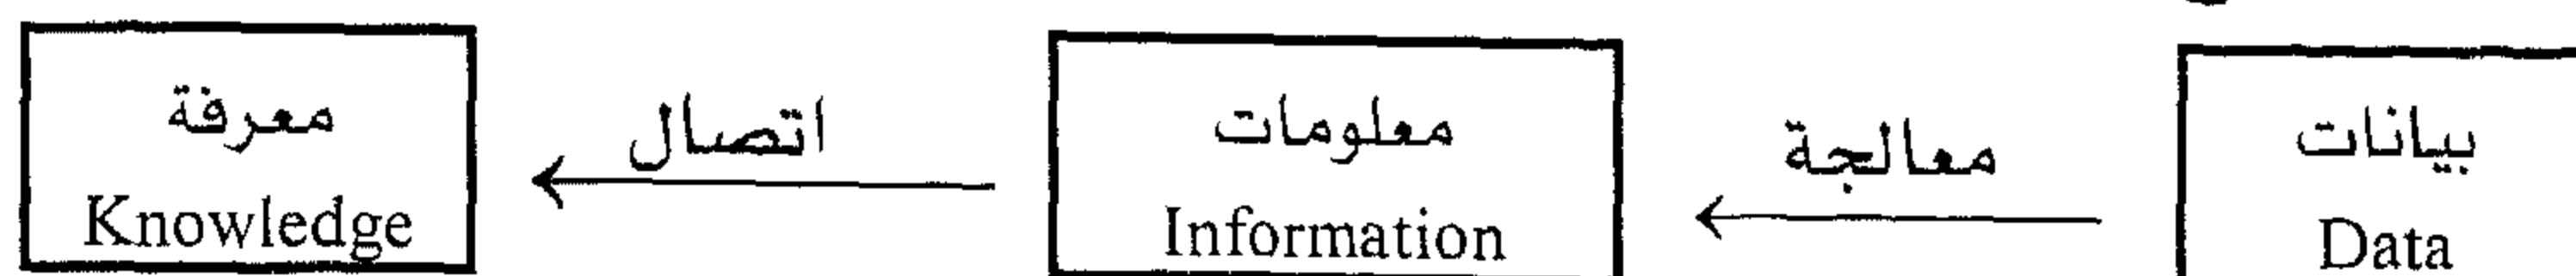 بيانات
Data
معالجة
معلومات
Information
اتصال
معرفة
Knowledge